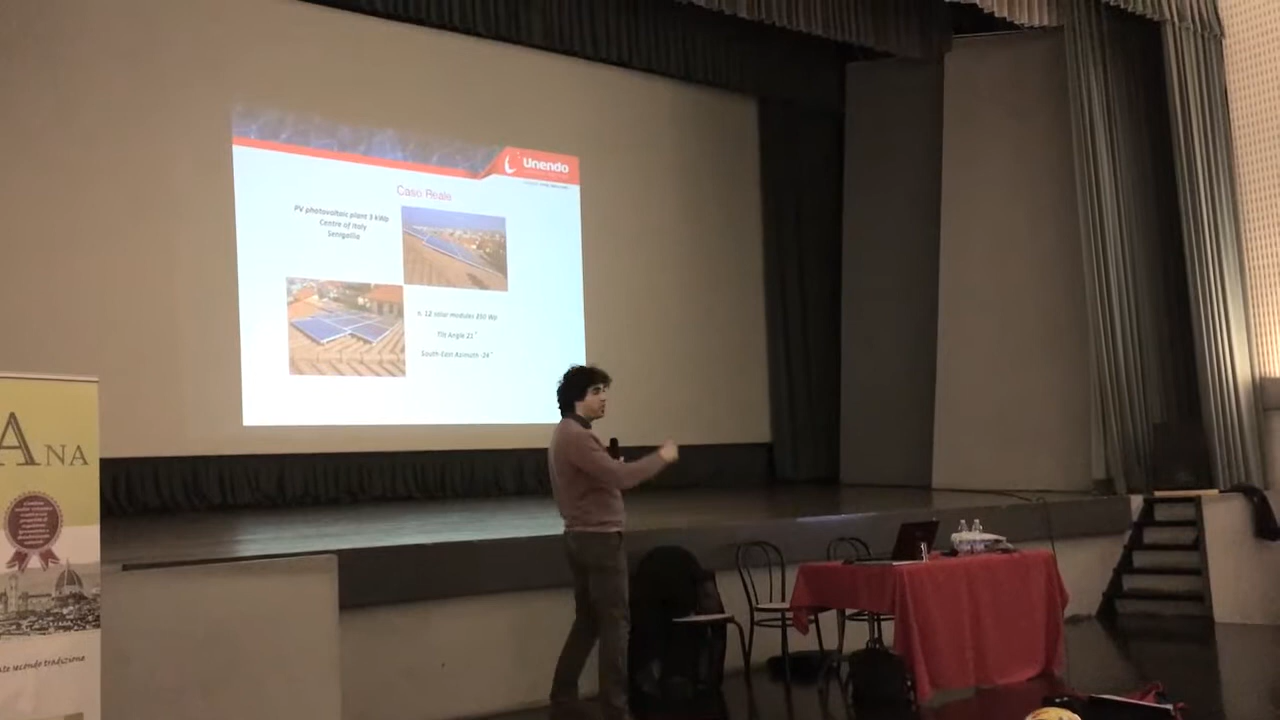 Unendo
Caso Reale
PV photovoltaic plant 3 kWp
Centre of Italy
Senigallia
n. 12 solar modules 250 Wp
Tilt Angle 21°
South-East Azimuth -24°
ANA
secondo tradizione